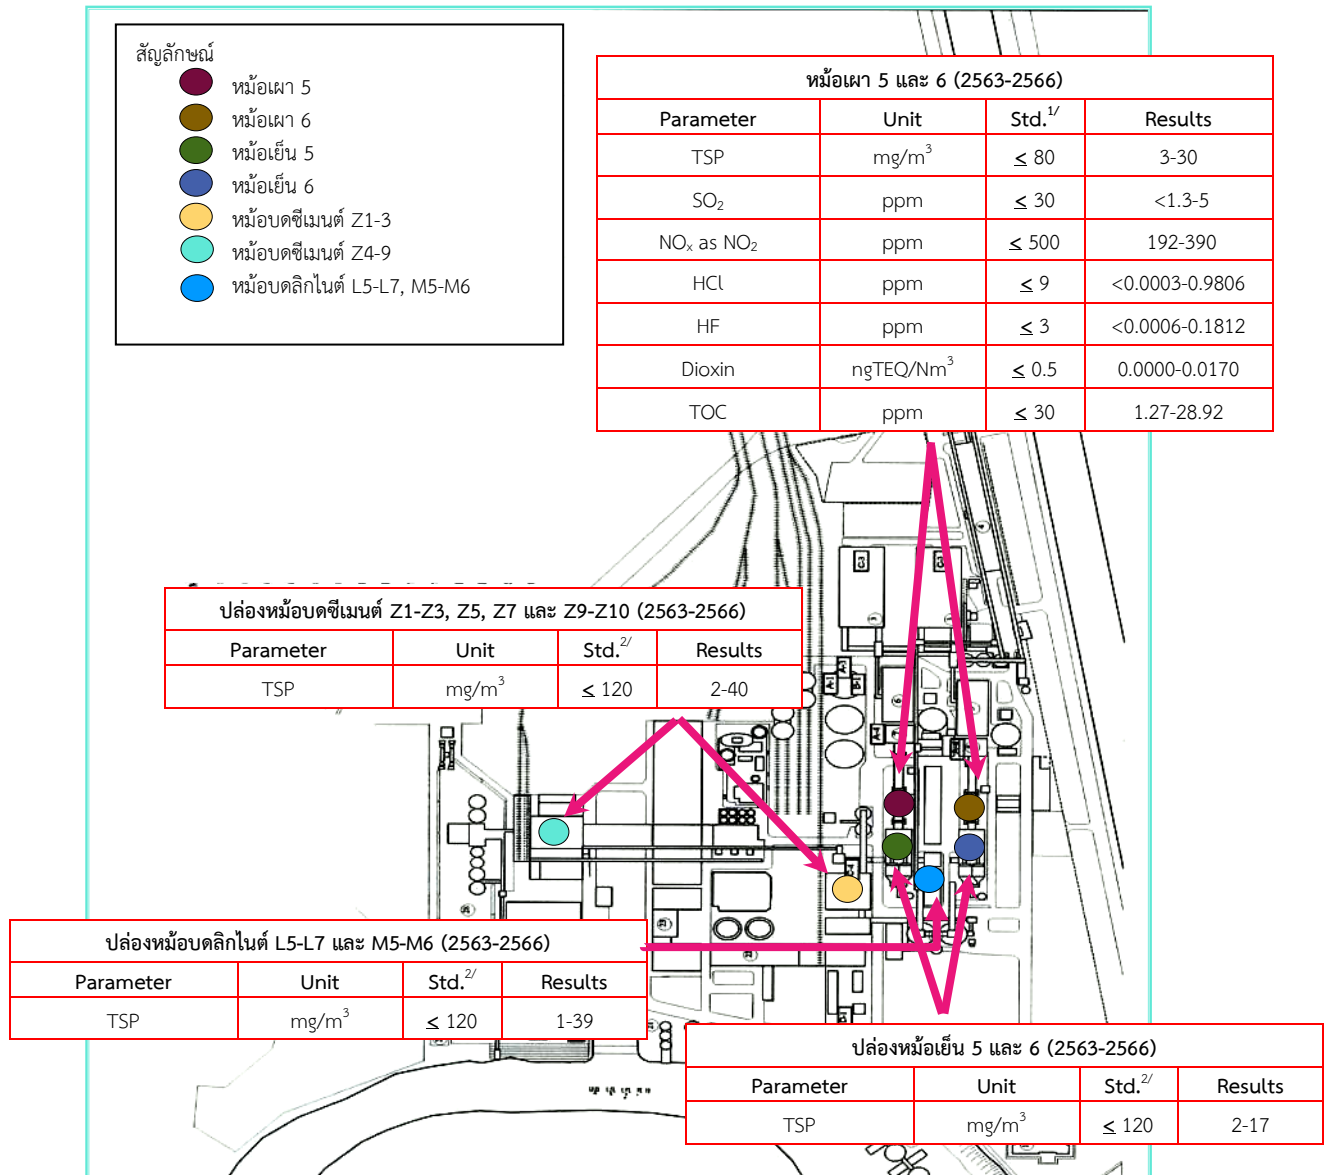 สัญลักษณ์
หม้อเผา 5
หม้อเผา 6
หม้อเย็น 5
หม้อเย็น 6
หม้อบดซีเมนต์ Z1-3
หม้อบดซีเมนต์ Z4-9
หม้อบดลิกไนต์ L5-L7, M5-M6
หม้อเผา 5 และ 6 (2563-2566)
Parameter Unit Std.1/ Results
TSP mg/m3 ≤ 80 3-30
SO2 ppm ≤ 30 <1.3-5
NOx as NO2 ppm ≤ 500 192-390
HCl ppm ≤ 9 <0.0003-0.9806
HF ppm ≤ 3 <0.0006-0.1812
Dioxin ngTEQ/Nm3 ≤ 0.5 0.0000-0.0170
TOC ppm ≤ 30 1.27-28.92
ปล่องหม้อบดซีเมนต์ Z1-Z3, Z5, Z7 และ Z9-Z10 (2563-2566)
Parameter Unit Std.2/ Results
TSP mg/m3 ≤ 120 2-40
ปล่องหม้อบดลิกไนต์ L5-L7 และ M5-M6 (2563-2566)
Parameter Unit Std.2/ Results
TSP mg/m3 ≤ 120 1-39
ปล่องหม้อเย็น 5 และ 6 (2563-2566)
Parameter Unit Std.2/ Results
TSP mg/m3 ≤ 120 2-17